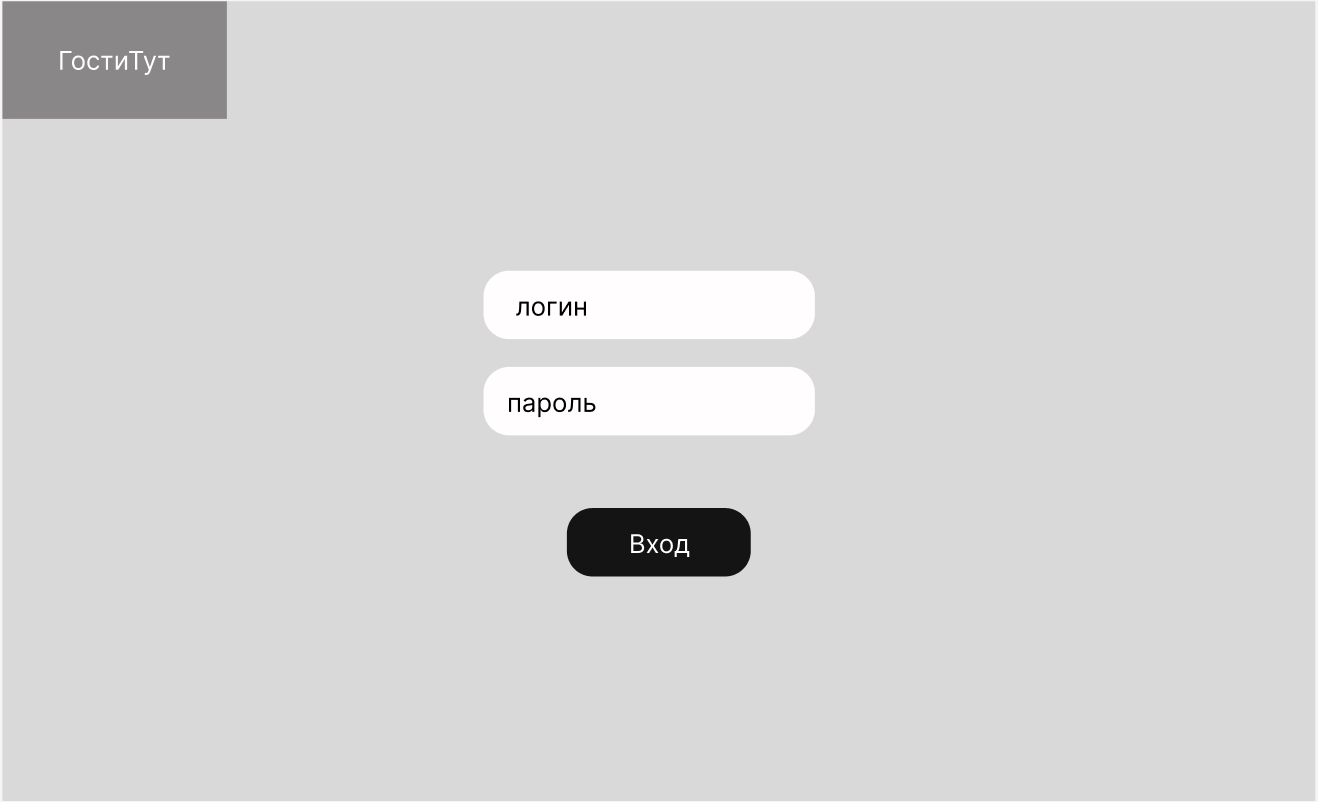 ГостиТут
логин
пароль
Вход